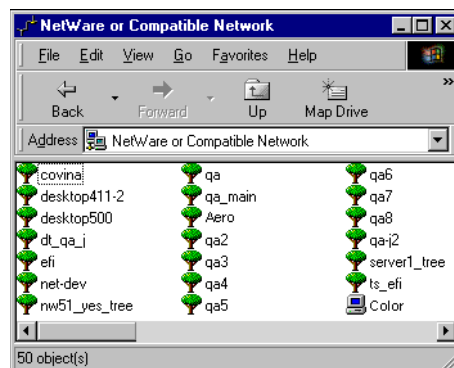 NetWare or Compatible Network
File Edit View Go Favorites Help
Back Forward Up Map Drive »
Address NetWare or Compatible Network
covina qa qa6
desktop411-2 qa_main qa7
desktop500 Aero qa8
dt_qa_j qa2 qa-j2
efi qa3 server1_tree
net-dev qa4 ts_efi
nw51_yes_tree qa5 Color
50 object(s)